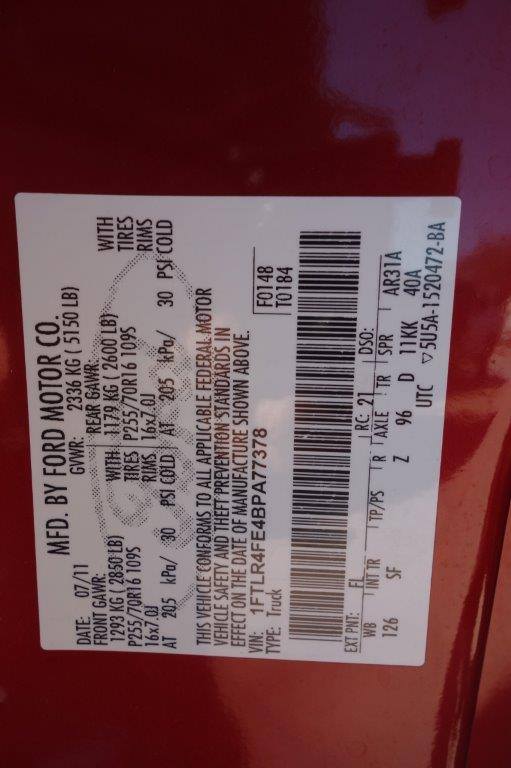 MFD. BY FORD MOTOR CO.
DATE: 07/11 GVWR: 2336 KG ( 5150 LB)
FRONT GAWR: REAR GAWR:
1293 KG ( 2850 LB) WITH 1179 KG ( 2600 LB) WITH
P255/70R16 109S TIRES P255/70R16 109S TIRES
16x7.0J RIMS 16x7.0J RIMS
AT 205 kPa/ 30 PSI COLD AT 205 kPa/ 30 PSI COLD
THIS VEHICLE CONFORMS TO ALL APPLICABLE FEDERAL MOTOR
VEHICLE SAFETY AND THEFT PREVENTION STANDARDS IN
EFFECT ON THE DATE OF MANUFACTURE SHOWN ABOVE.
VIN: 1FTLR4FE4BPA77378 F0148
TYPE: Truck T0184
EXT PNT: FL RC: 21 DSO:
WB INT TR TP/PS R AXLE TR SPR AR31A
126 SF Z 96 D 11KK 40A
UTC ▽ 5U5A-1520472-BA